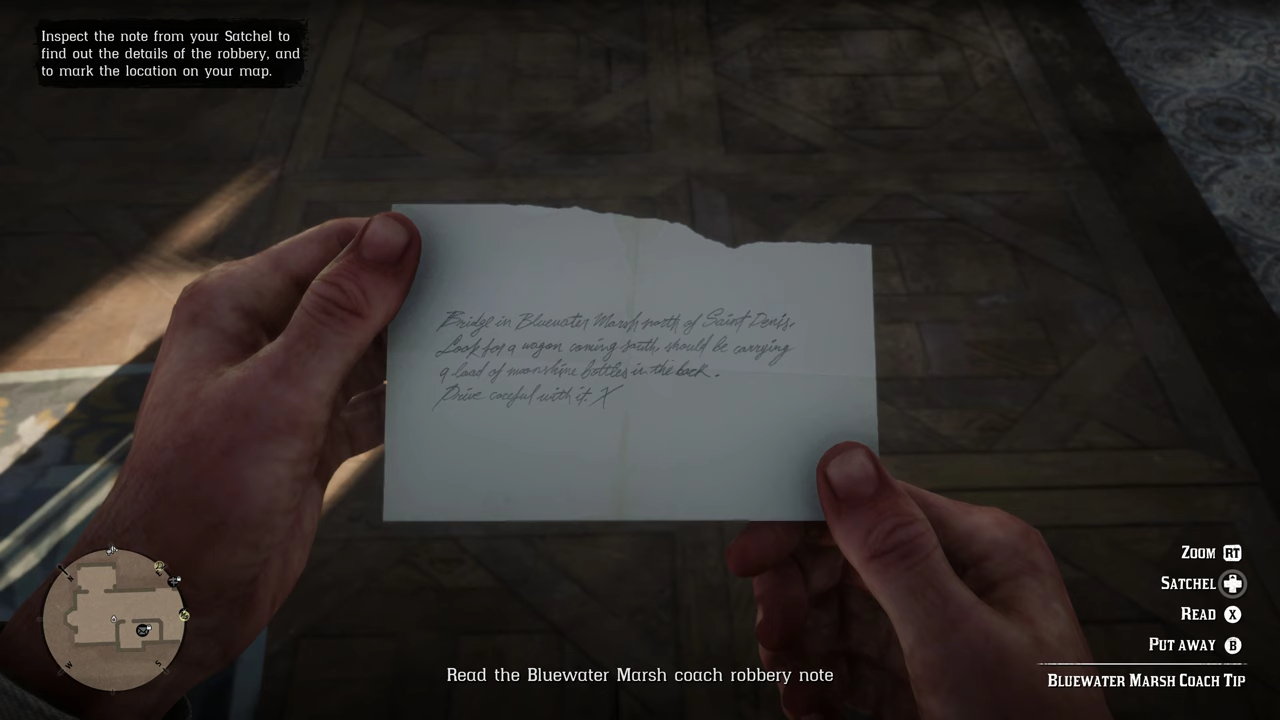 Inspect the note from your Satchel to
find out the details of the robbery, and
to mark the location on your map.
Bridge in Bluewater Marsh north of Saint Denis.
Look for a wagon coming south, should be carrying
a load of moonshine bottles in the back.
Drive careful with it. X
Zoom RT
Satchel
Read X
Put away B
Read the Bluewater Marsh coach robbery note
Bluewater Marsh Coach Tip
W
S